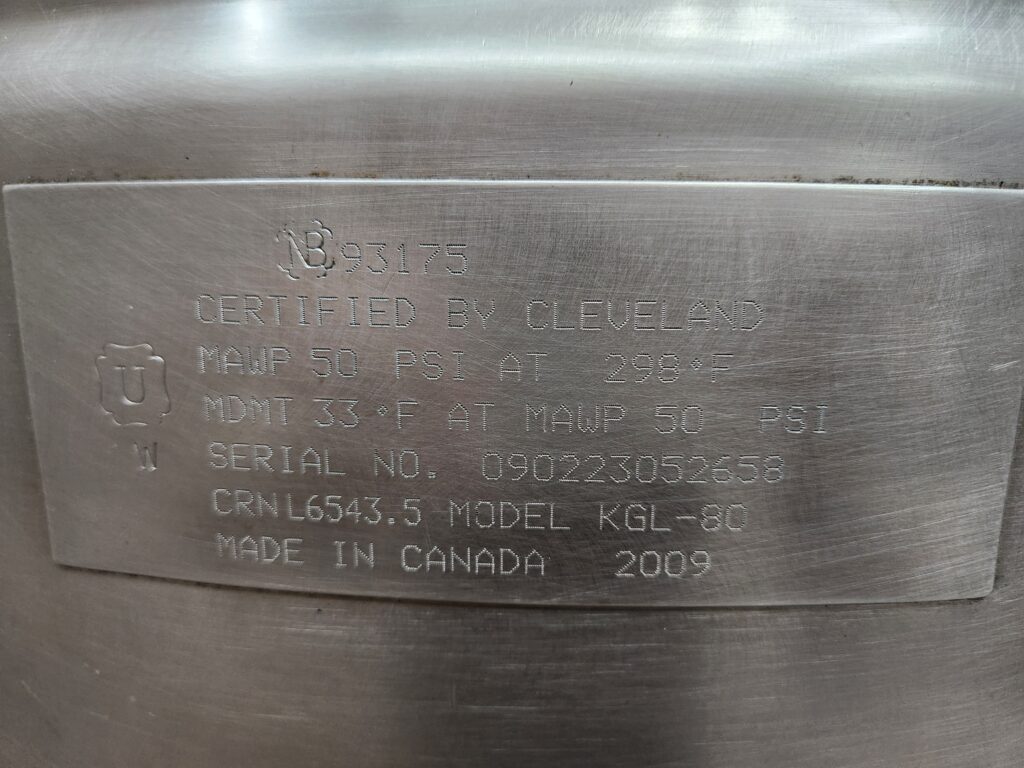 NB 93175
CERTIFIED BY CLEVELAND
MAWP 50 PSI AT 298°F
U
MDMT 33°F AT MAWP 50 PSI
W
SERIAL NO. 090223052658
CRN L6543.5 MODEL KGL-80
MADE IN CANADA 2009